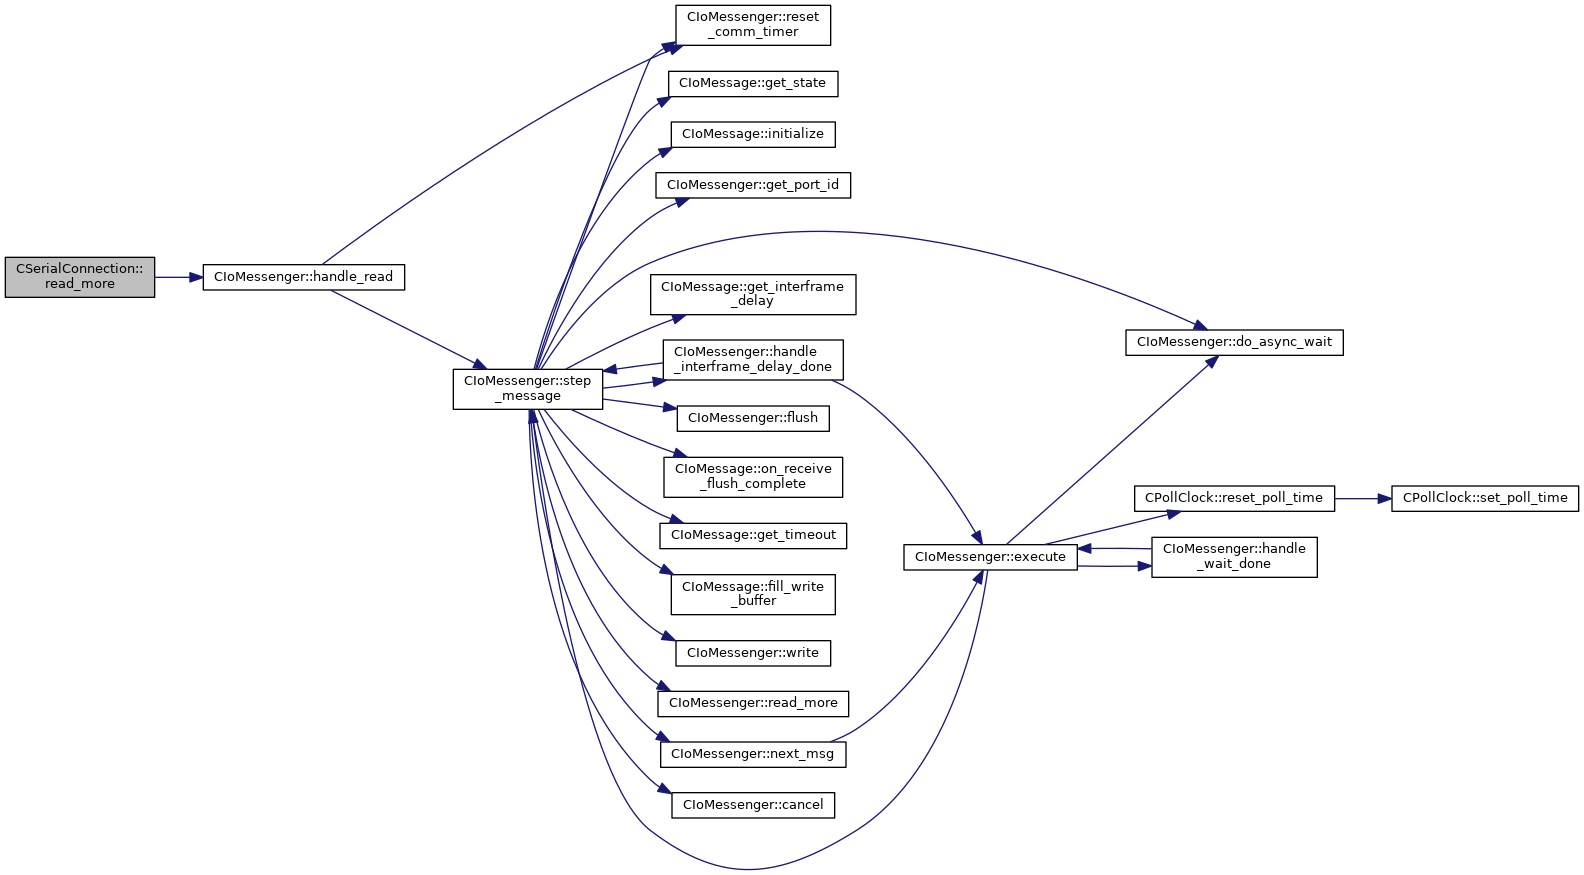 CIoMessenger::reset
_comm_timer
CIoMessage::get_state
CIoMessage::initialize
CIoMessenger::get_port_id
CSerialConnection::
read_more
CIoMessenger::handle_read
CIoMessage::get_interframe
_delay
CIoMessenger::do_async_wait
CIoMessenger::handle
_interframe_delay_done
CIoMessenger::step
_message
CIoMessenger::flush
CIoMessage::on_receive
_flush_complete
CPollClock::reset_poll_time
CPollClock::set_poll_time
CIoMessage::get_timeout
CIoMessenger::execute
CIoMessenger::handle
_wait_done
CIoMessage::fill_write
_buffer
CIoMessenger::write
CIoMessenger::read_more
CIoMessenger::next_msg
CIoMessenger::cancel